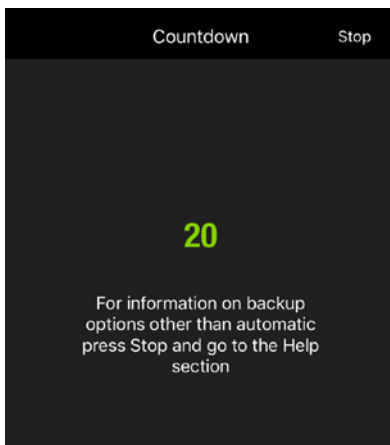 Countdown
Stop
20
For information on backup
options other than automatic
press Stop and go to the Help
section